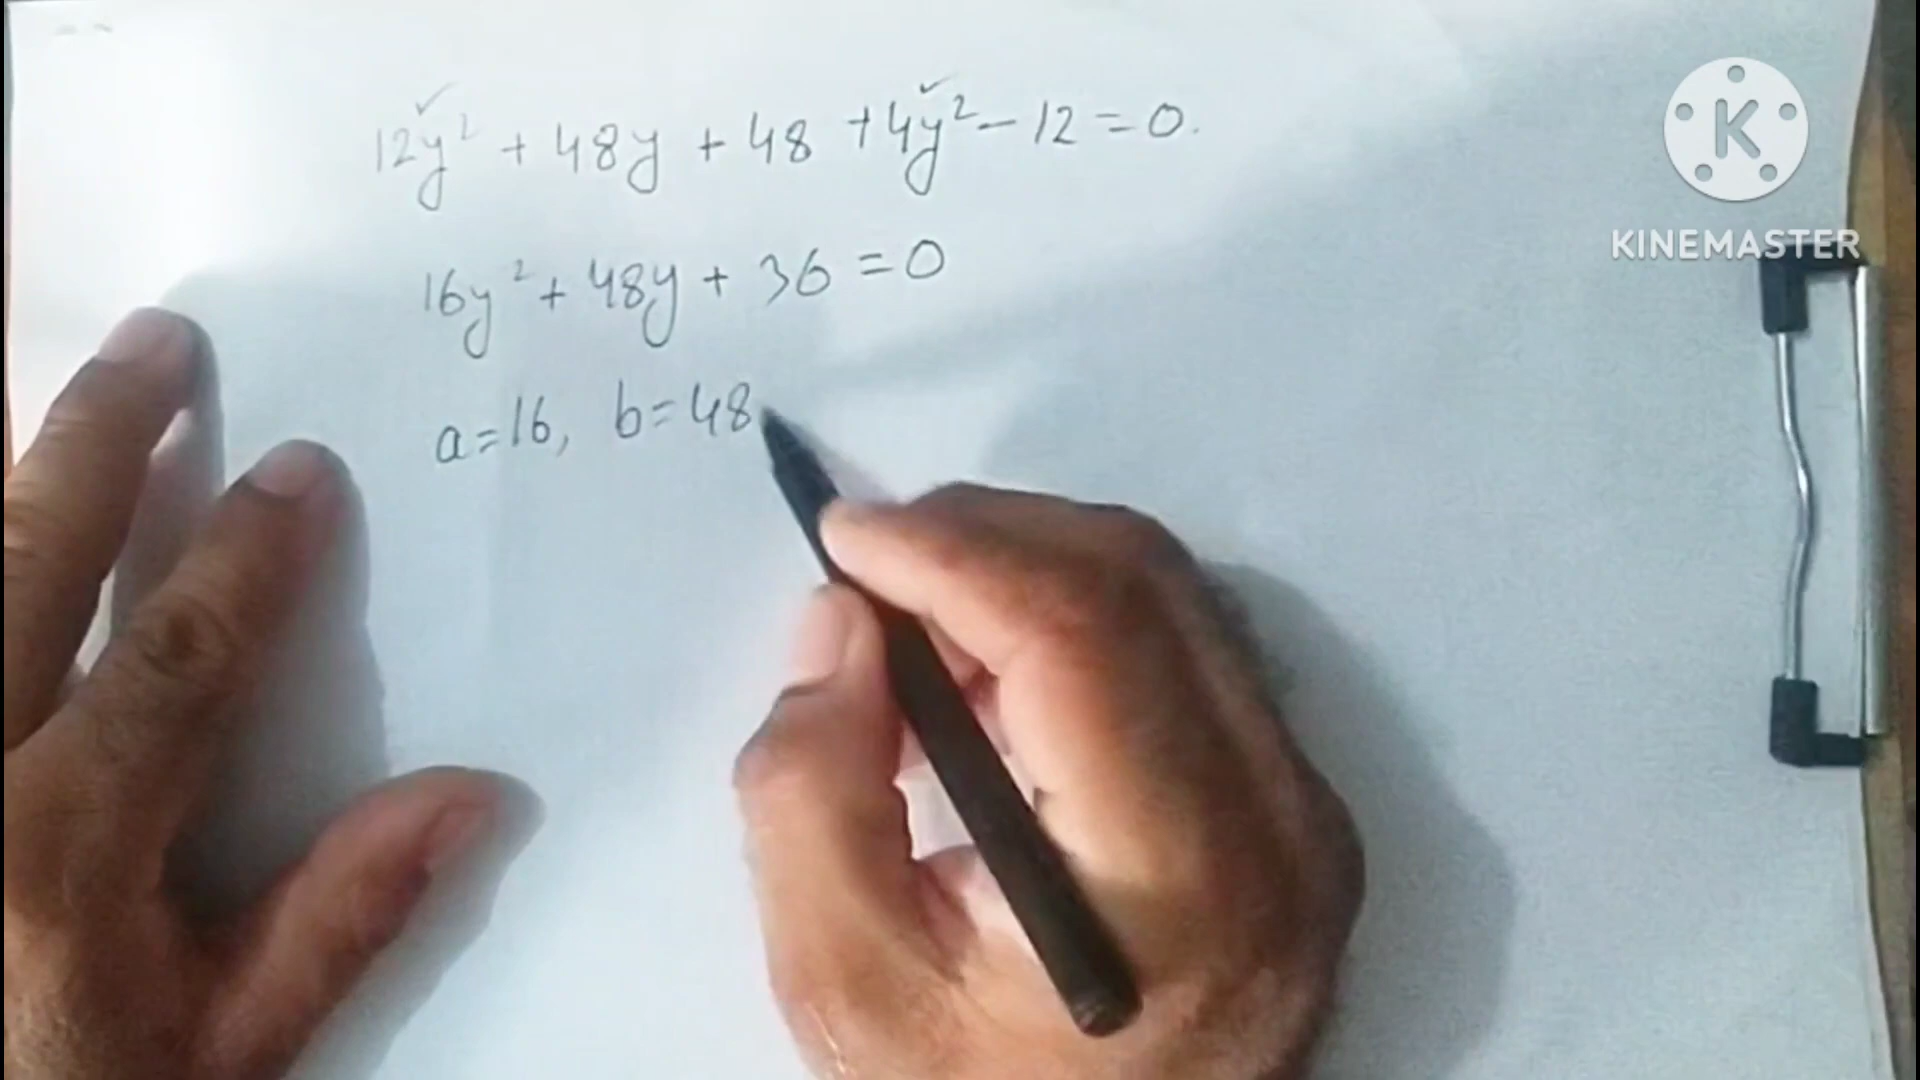 12y² + 48y + 48 + 4y² - 12 = 0.
16y² + 48y + 36 = 0
a=16, b=48
K
KINEMASTER